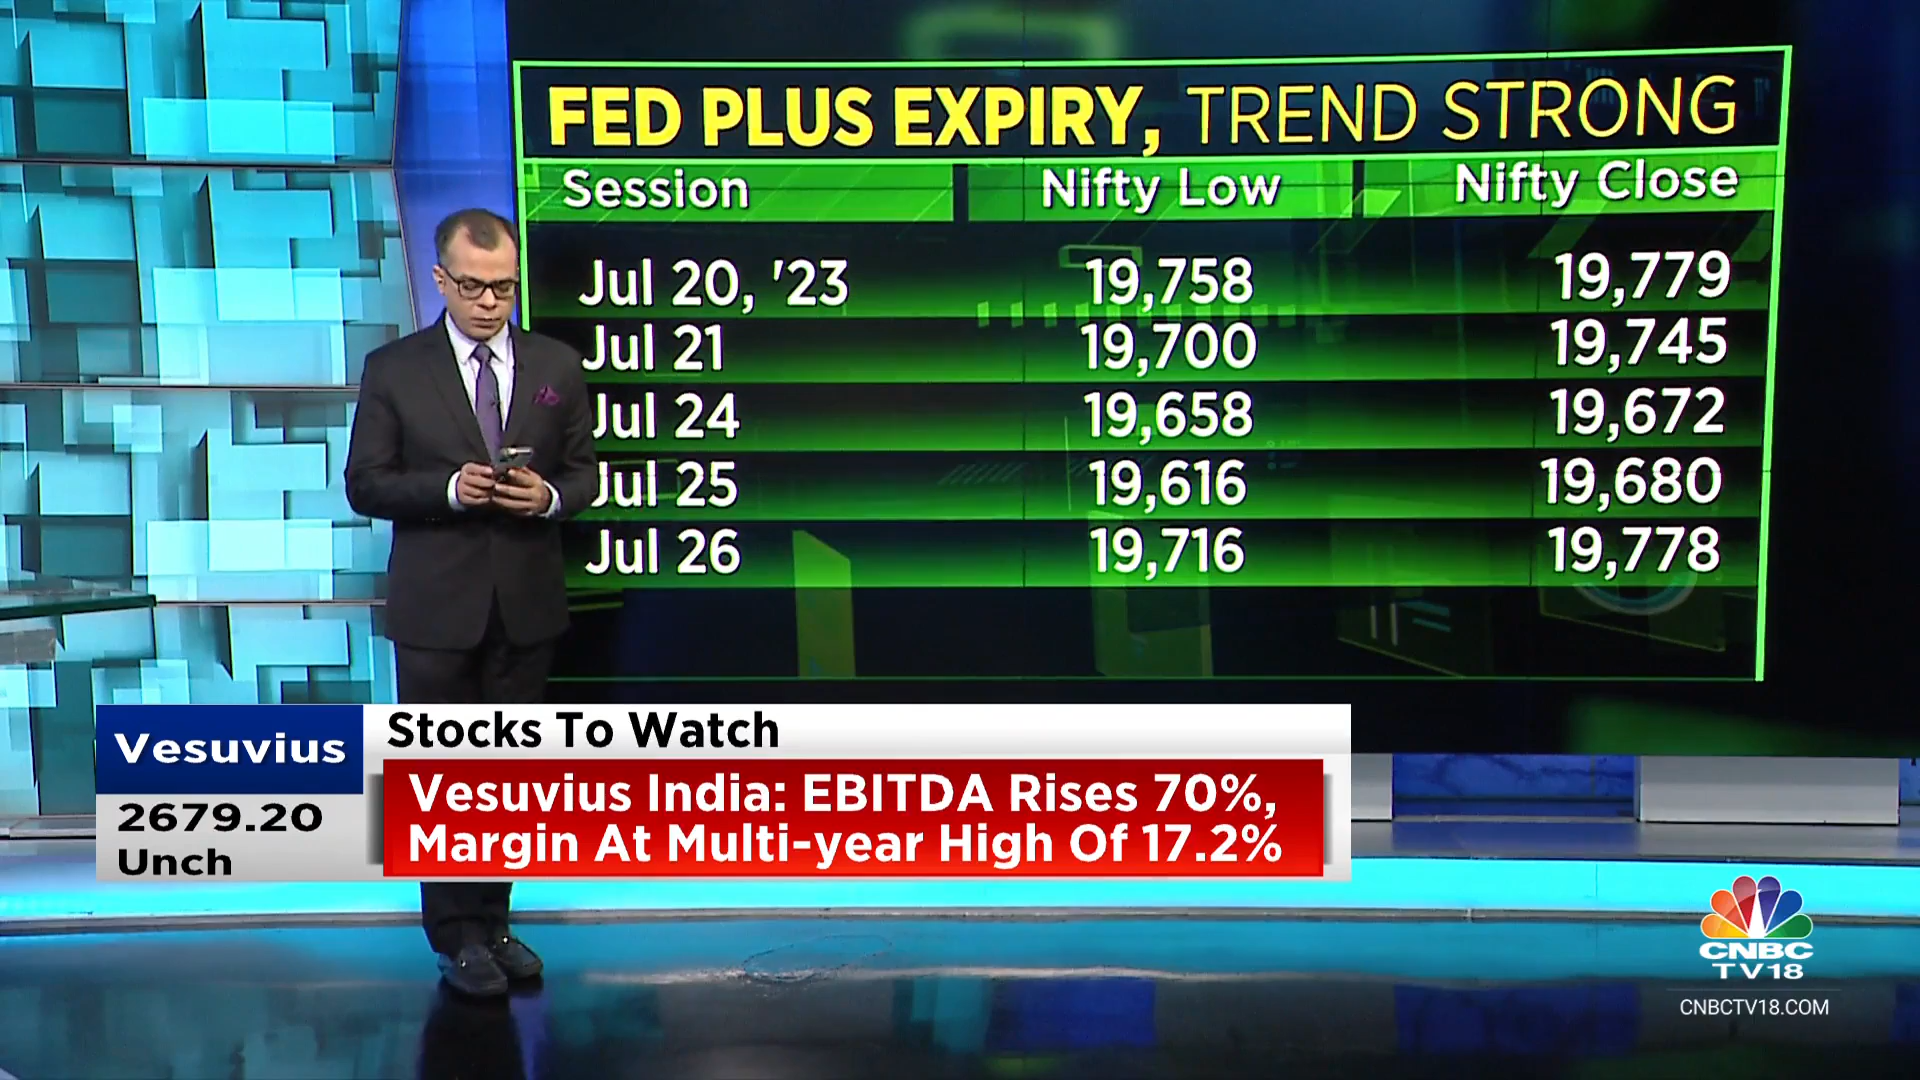 FED PLUS EXPIRY, TREND STRONG
Session Nifty Low Nifty Close
Jul 20, '23 19,758 19,779
Jul 21 19,700 19,745
Jul 24 19,658 19,672
Jul 25 19,616 19,680
Jul 26 19,716 19,778
Vesuvius
2679.20
Unch
Stocks To Watch
Vesuvius India: EBITDA Rises 70%,
Margin At Multi-year High Of 17.2%
CNBC
TV18
CNBCTV18.COM